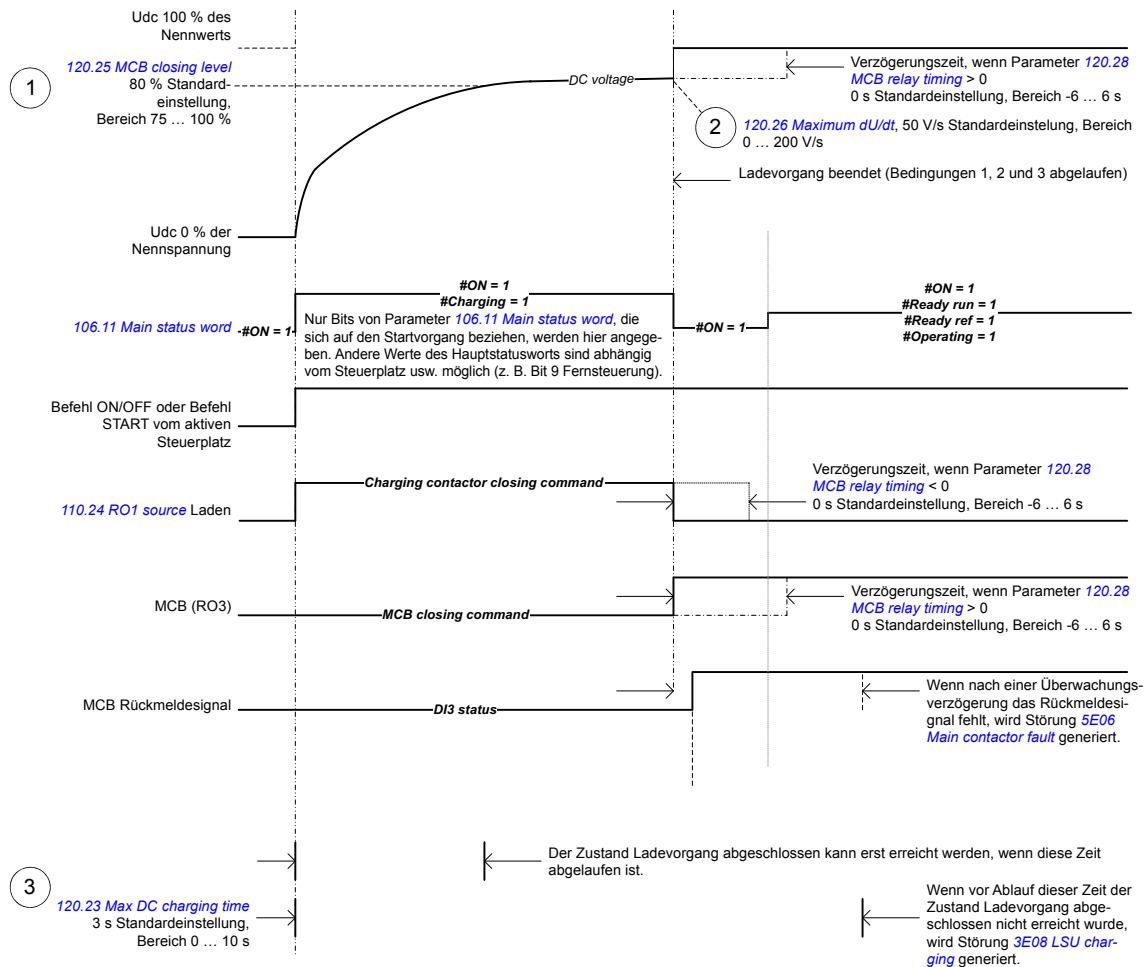 Udc 100 % des
Nennwerts
1
120.25 MCB closing level
80 % Standard-
einstellung,
Bereich 75 … 100 %
DC voltage
Verzögerungszeit, wenn Parameter 120.28
MCB relay timing > 0
0 s Standardeinstellung, Bereich -6 … 6 s
2
120.26 Maximum dU/dt, 50 V/s Standardeinstelung, Bereich
0 … 200 V/s
Ladevorgang beendet (Bedingungen 1, 2 und 3 abgelaufen)
Udc 0 % der
Nennspannung
106.11 Main status word
#ON = 1
#ON = 1
#Charging = 1
Nur Bits von Parameter 106.11 Main status word, die
sich auf den Startvorgang beziehen, werden hier angege-
ben. Andere Werte des Hauptstatusworts sind abhängig
vom Steuerplatz usw. möglich (z. B. Bit 9 Fernsteuerung).
#ON = 1
#ON = 1
#Ready run = 1
#Ready ref = 1
#Operating = 1
Befehl ON/OFF oder Befehl
START vom aktiven
Steuerplatz
110.24 RO1 source Laden
Charging contactor closing command
Verzögerungszeit, wenn Parameter 120.28
MCB relay timing < 0
0 s Standardeinstellung, Bereich -6 … 6 s
MCB (RO3)
MCB closing command
Verzögerungszeit, wenn Parameter 120.28
MCB relay timing > 0
0 s Standardeinstellung, Bereich -6 … 6 s
MCB Rückmeldesignal
DI3 status
Wenn nach einer Überwachungs-
verzögerung das Rückmeldesi-
gnal fehlt, wird Störung 5E06
Main contactor fault generiert.
Der Zustand Ladevorgang abgeschlossen kann erst erreicht werden, wenn diese Zeit
abgelaufen ist.
3
120.23 Max DC charging time
3 s Standardeinstellung,
Bereich 0 … 10 s
Wenn vor Ablauf dieser Zeit der
Zustand Ladevorgang abge-
schlossen nicht erreicht wurde,
wird Störung 3E08 LSU char-
ging generiert.